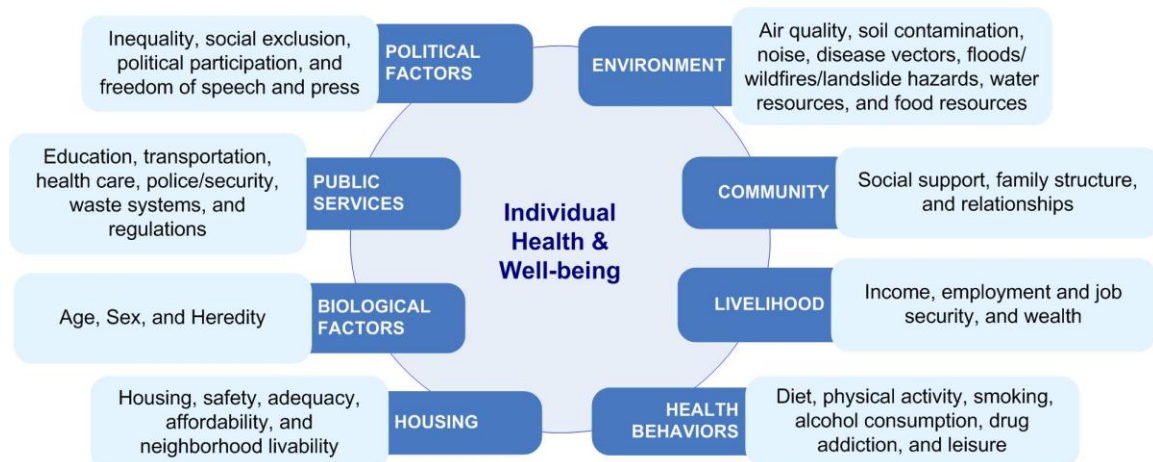 Inequality, social exclusion,
political participation, and
freedom of speech and press
POLITICAL
FACTORS
ENVIRONMENT
Air quality, soil contamination,
noise, disease vectors, floods/
wildfires/landslide hazards, water
resources, and food resources
Education, transportation,
health care, police/security,
waste systems, and
regulations
PUBLIC
SERVICES
COMMUNITY
Social support, family structure,
and relationships
Individual
Health &
Well-being
Age, Sex, and Heredity
BIOLOGICAL
FACTORS
LIVELIHOOD
Income, employment and job
security, and wealth
Housing, safety, adequacy,
affordability, and
neighborhood livability
HOUSING
HEALTH
BEHAVIORS
Diet, physical activity, smoking,
alcohol consumption, drug
addiction, and leisure